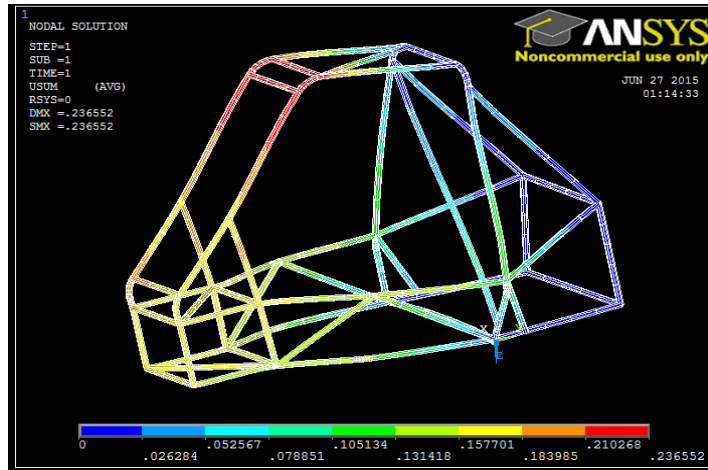 1
NODAL SOLUTION
STEP=1
SUB =1
TIME=1
USUM (AVG)
RSYS=0
DMX =.236552
SMX =.236552
ANSYS
Noncommercial use only
JUN 27 2015
01:14:33
X
Z
0 .052567 .105134 .157701 .210268
.026284 .078851 .131418 .183985 .236552